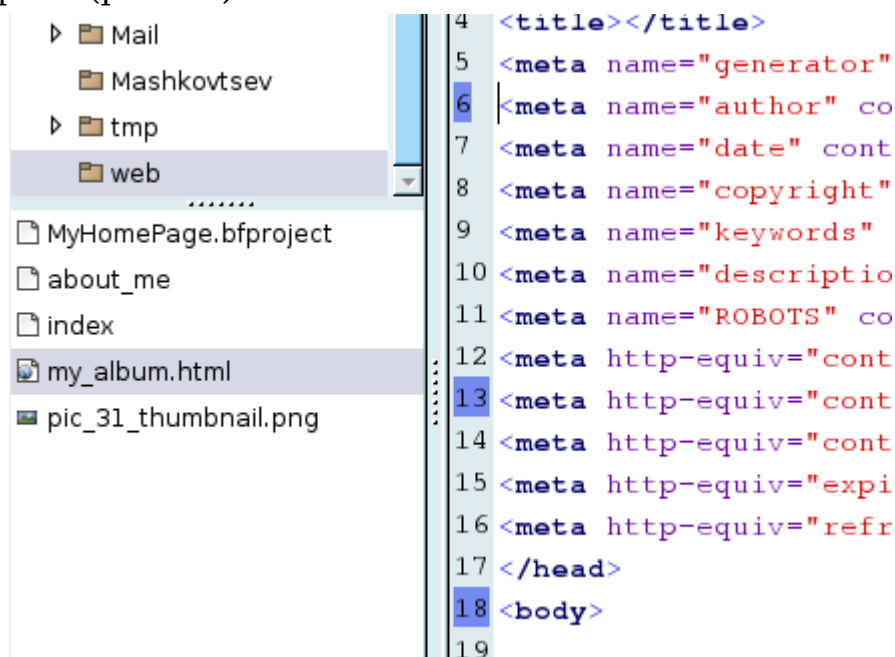 Mail
Mashkovtsev
tmp
web
MyHomePage.bfproject
about_me
index
my_album.html
pic_31_thumbnail.png
4 <title></title>
5 <meta name="generator"
6 <meta name="author" co
7 <meta name="date" cont
8 <meta name="copyright"
9 <meta name="keywords"
10 <meta name="descriptio
11 <meta name="ROBOTS" co
12 <meta http-equiv="cont
13 <meta http-equiv="cont
14 <meta http-equiv="cont
15 <meta http-equiv="expi
16 <meta http-equiv="refr
17 </head>
18 <body>
19